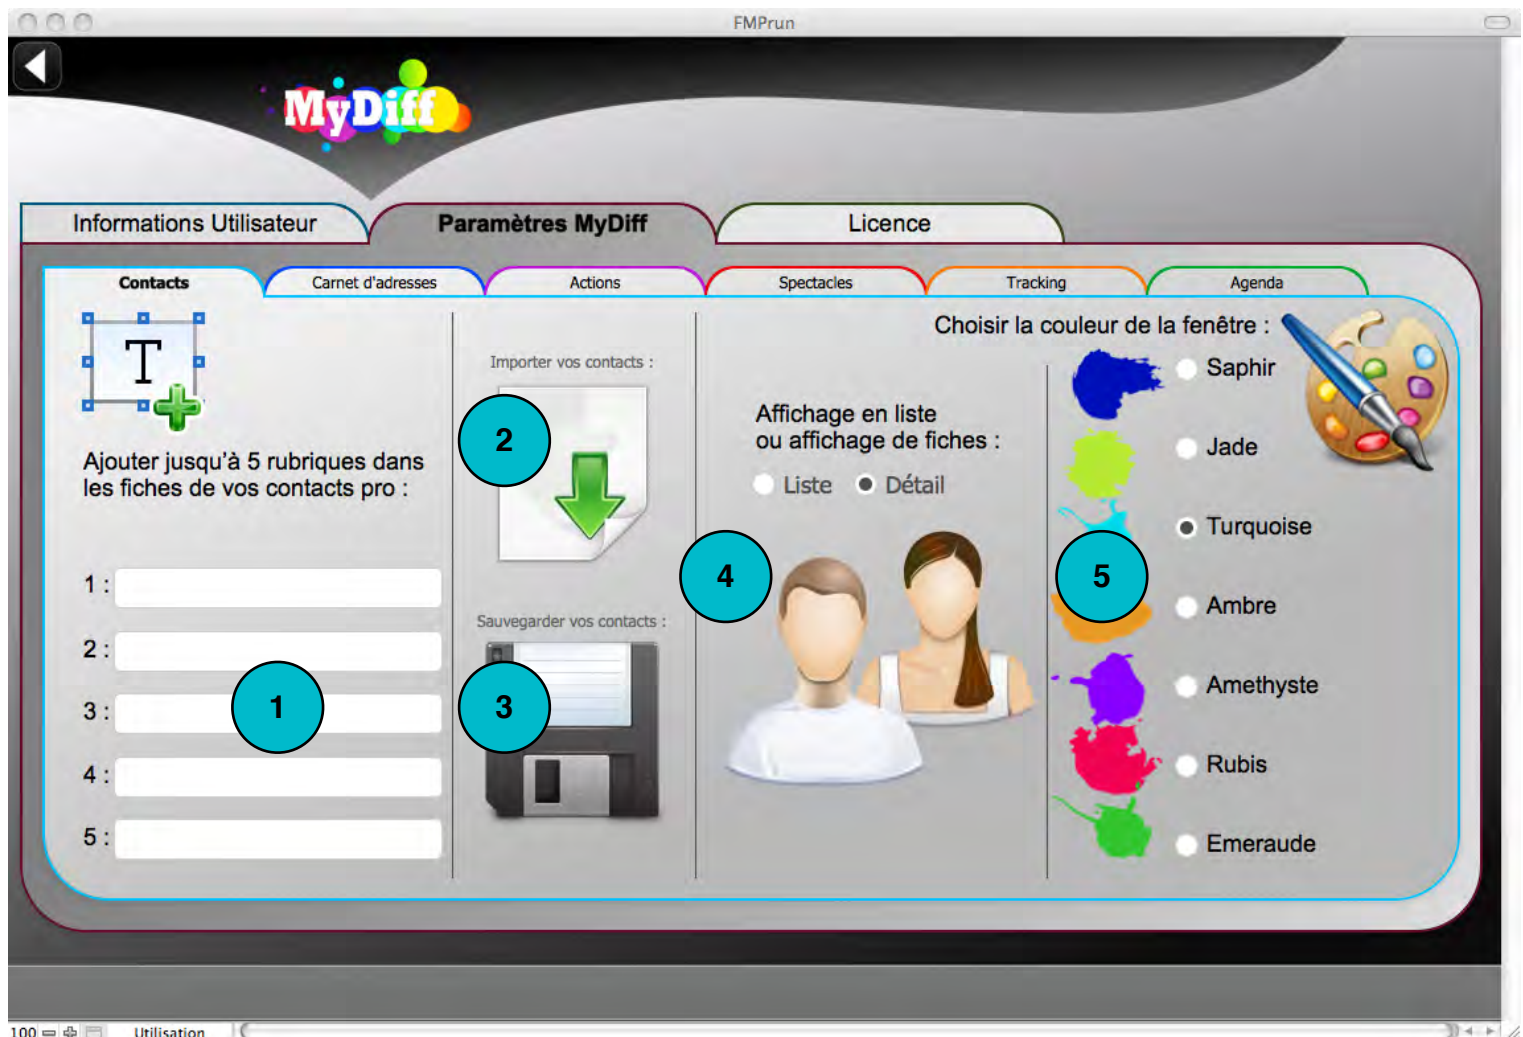 FMPrun
MyDiff
Informations Utilisateur
Paramètres MyDiff
Licence
Contacts
Carnet d'adresses
Actions
Spectacles
Tracking
Agenda
T
Ajouter jusqu'à 5 rubriques dans
les fiches de vos contacts pro :
1 :
2 :
3 :
4 :
5 :
1
Importer vos contacts :
2
Sauvegarder vos contacts :
3
Affichage en liste
ou affichage de fiches :
Liste
Détail
4
Choisir la couleur de la fenêtre :
Saphir
Jade
Turquoise
5
Ambre
Amethyste
Rubis
Emeraude
100
Utilisation